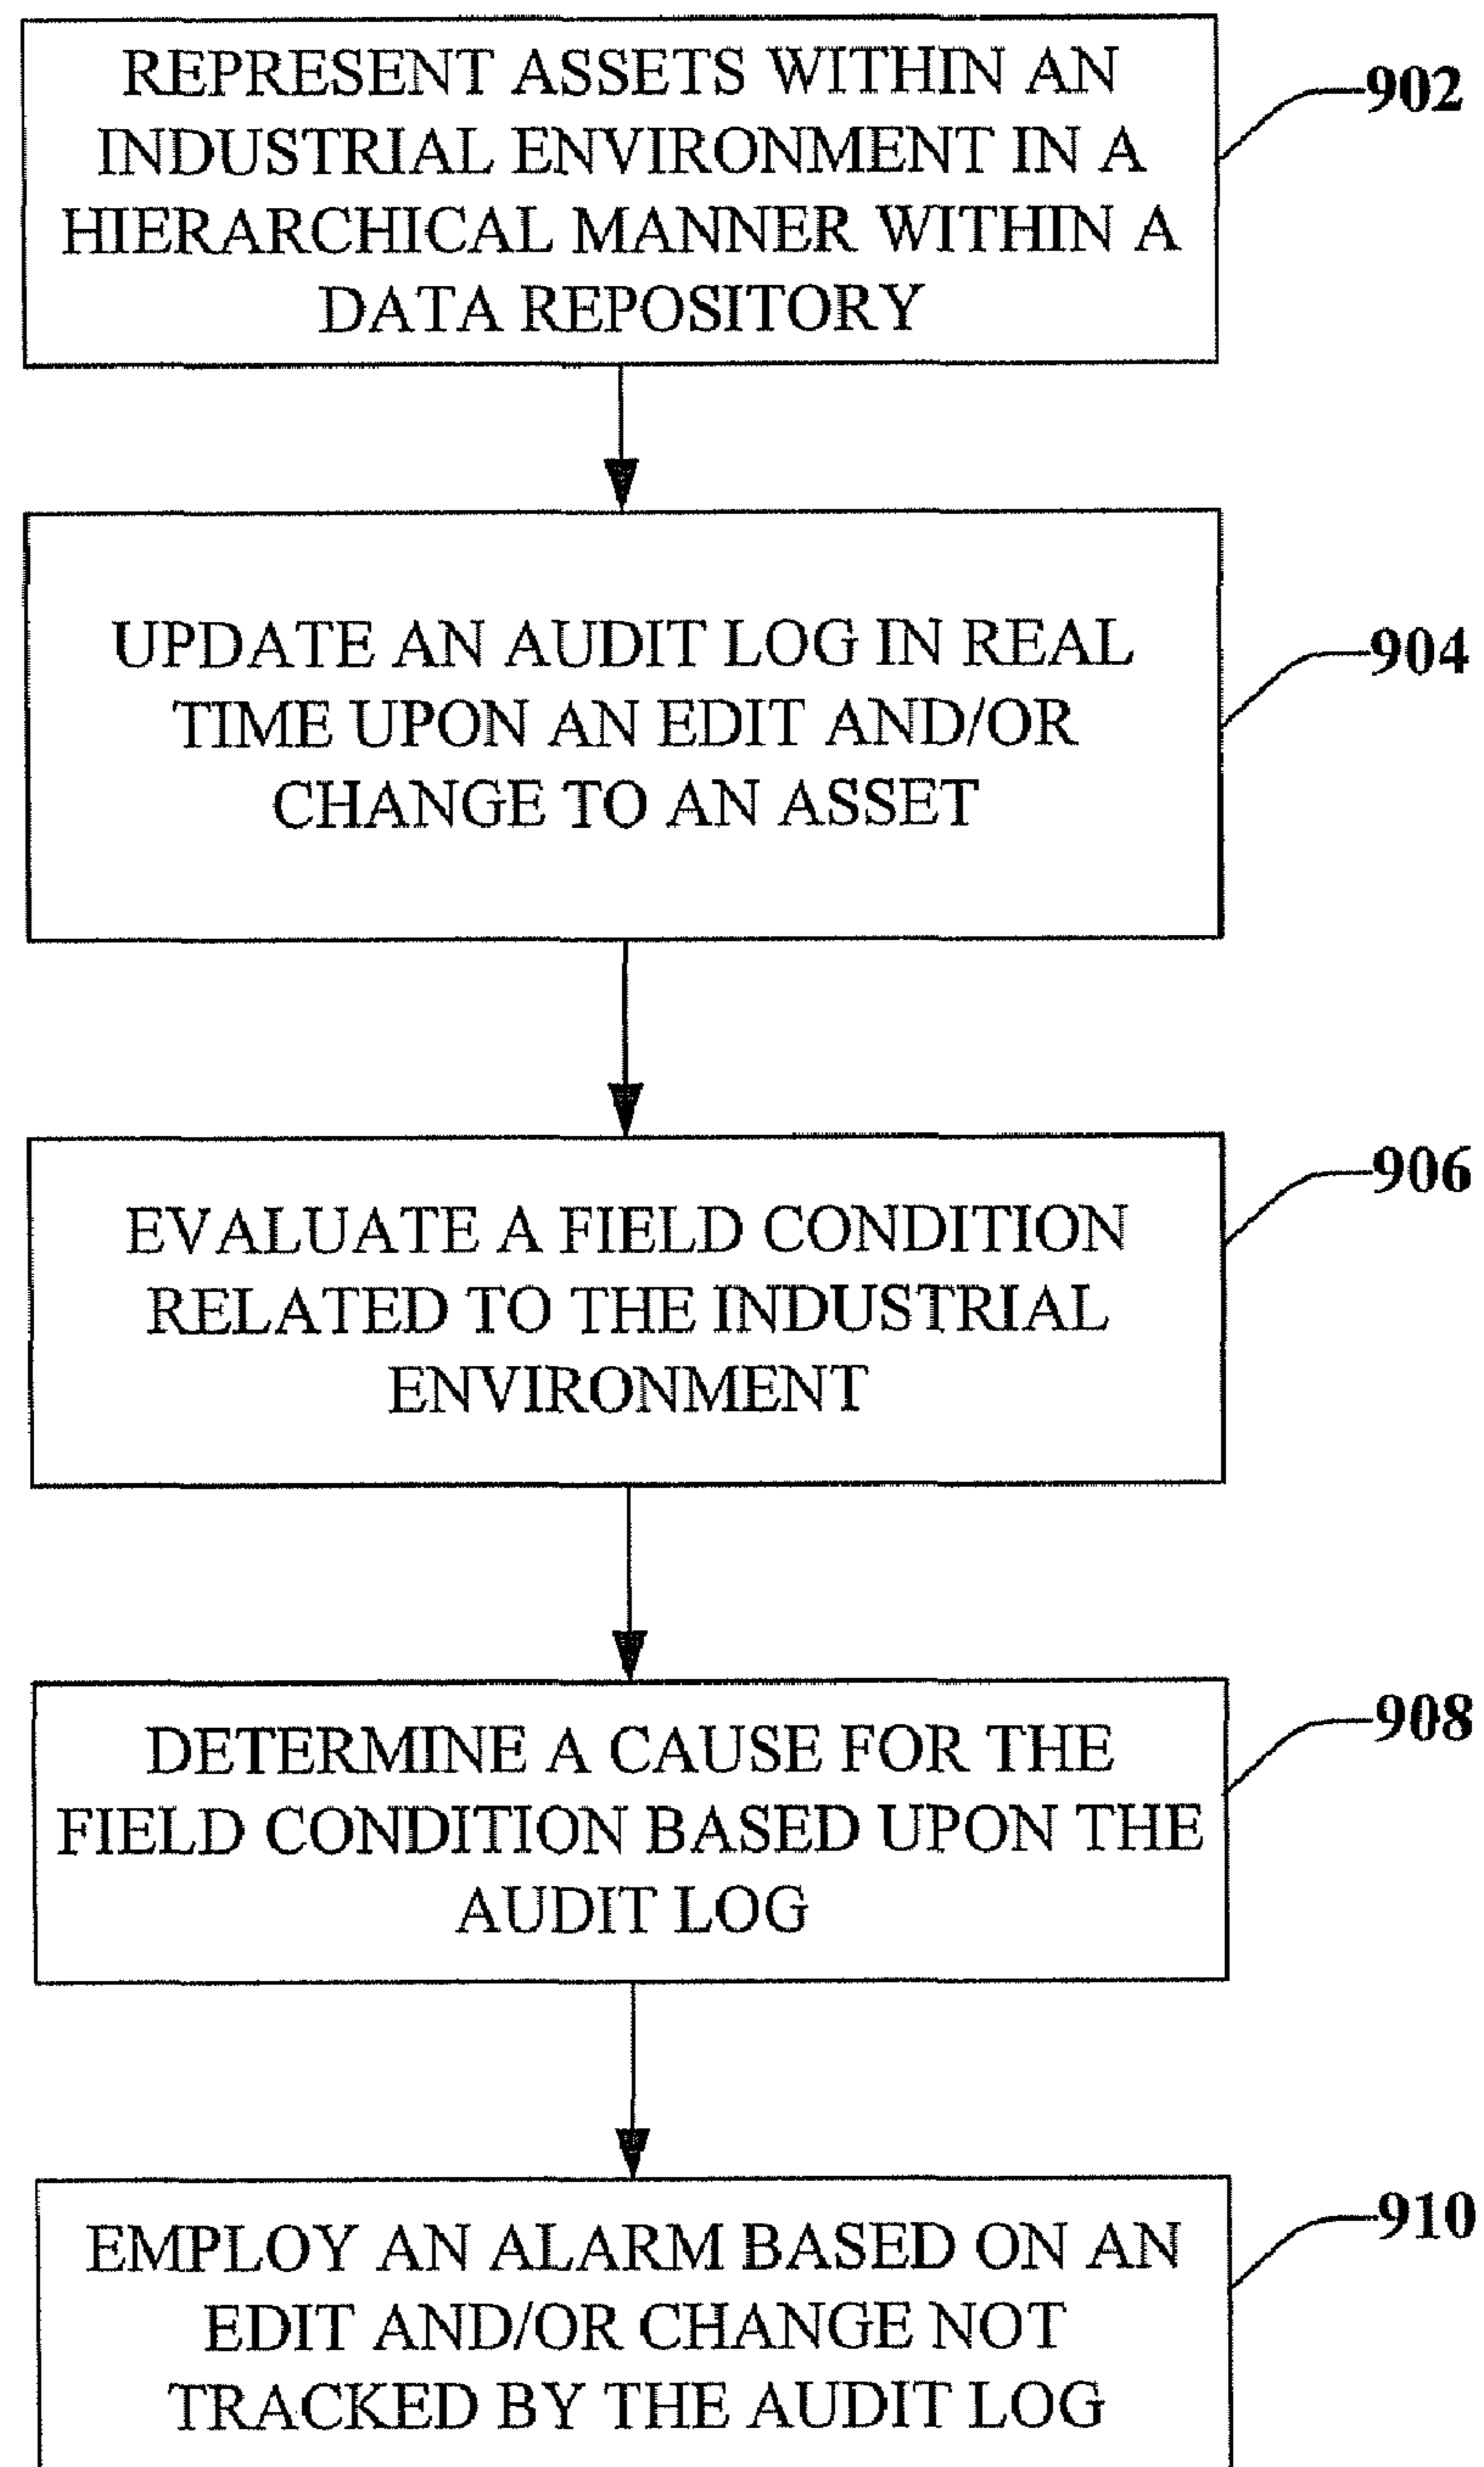 REPRESENT ASSETS WITHIN AN
INDUSTRIAL ENVIRONMENT IN A
HIERARCHICAL MANNER WITHIN A
DATA REPOSITORY
902
UPDATE AN AUDIT LOG IN REAL
TIME UPON AN EDIT AND/OR
CHANGE TO AN ASSET
904
EVALUATE A FIELD CONDITION
RELATED TO THE INDUSTRIAL
ENVIRONMENT
906
DETERMINE A CAUSE FOR THE
FIELD CONDITION BASED UPON THE
AUDIT LOG
908
EMPLOY AN ALARM BASED ON AN
EDIT AND/OR CHANGE NOT
TRACKED BY THE AUDIT LOG
910